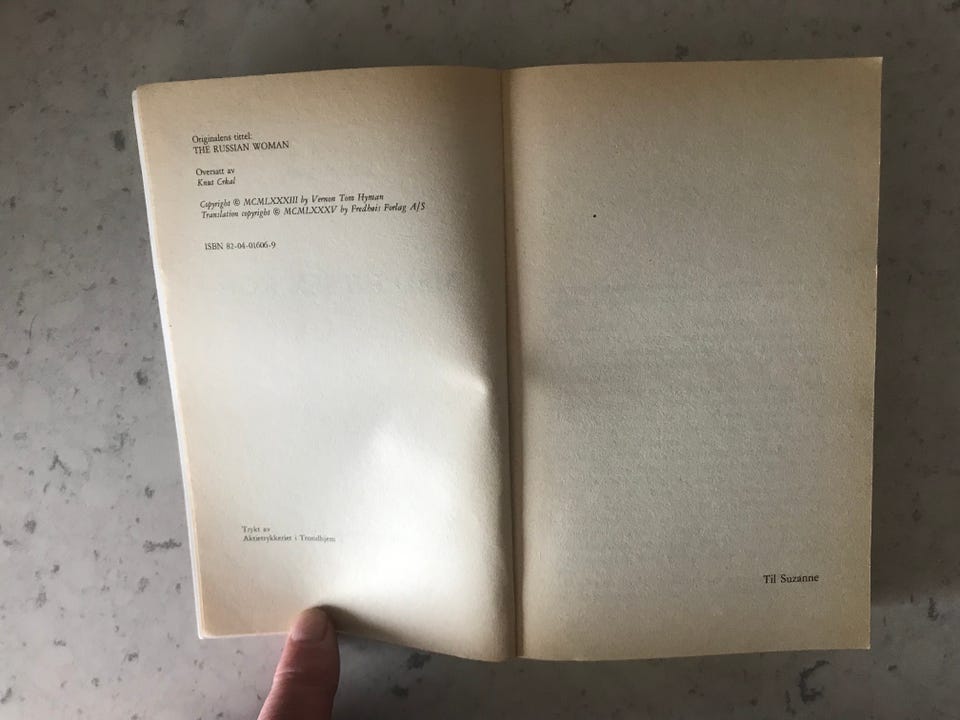 Originalens tittel:
THE RUSSIAN WOMAN
Oversatt av
Knut Crkal
Copyright © MCMLXXXIII by Vernon Tom Hyman
Translation copyright © MCMLXXXV by Fredhøis Forlag A/S
ISBN 82-04-01606-9
Trykt av
Aktietrykkeriet i Trondhjem
Til Suzanne